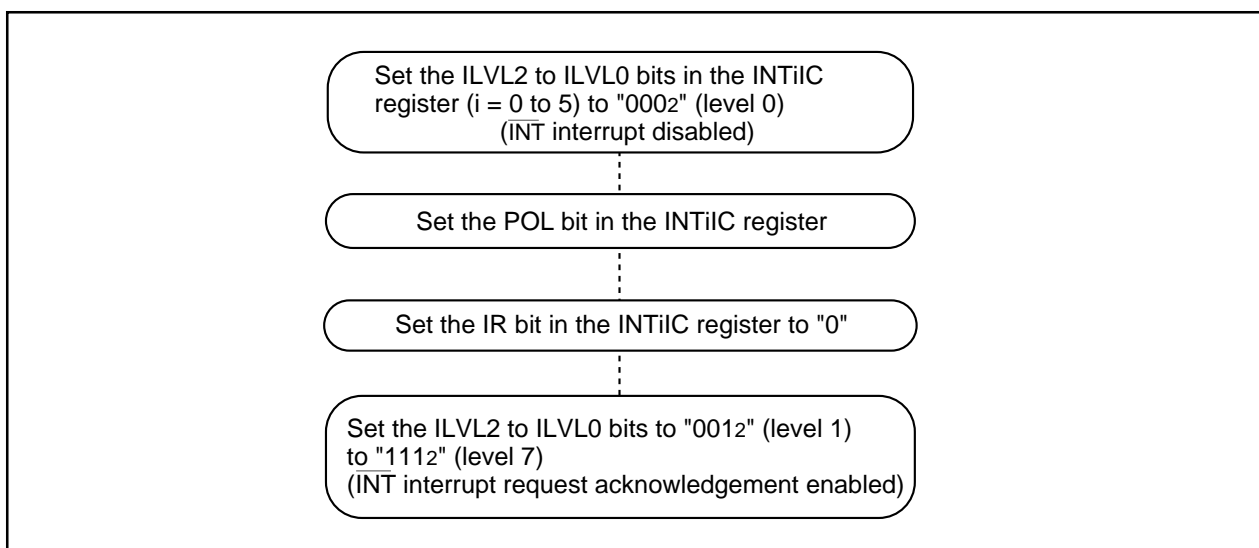 Set the ILVL2 to ILVL0 bits in the INTiIC
register (i = 0 to 5) to "0002" (level 0)
(INT interrupt disabled)
Set the POL bit in the INTiIC register
Set the IR bit in the INTiIC register to "0"
Set the ILVL2 to ILVL0 bits to "0012" (level 1)
to "1112" (level 7)
(INT interrupt request acknowledgement enabled)